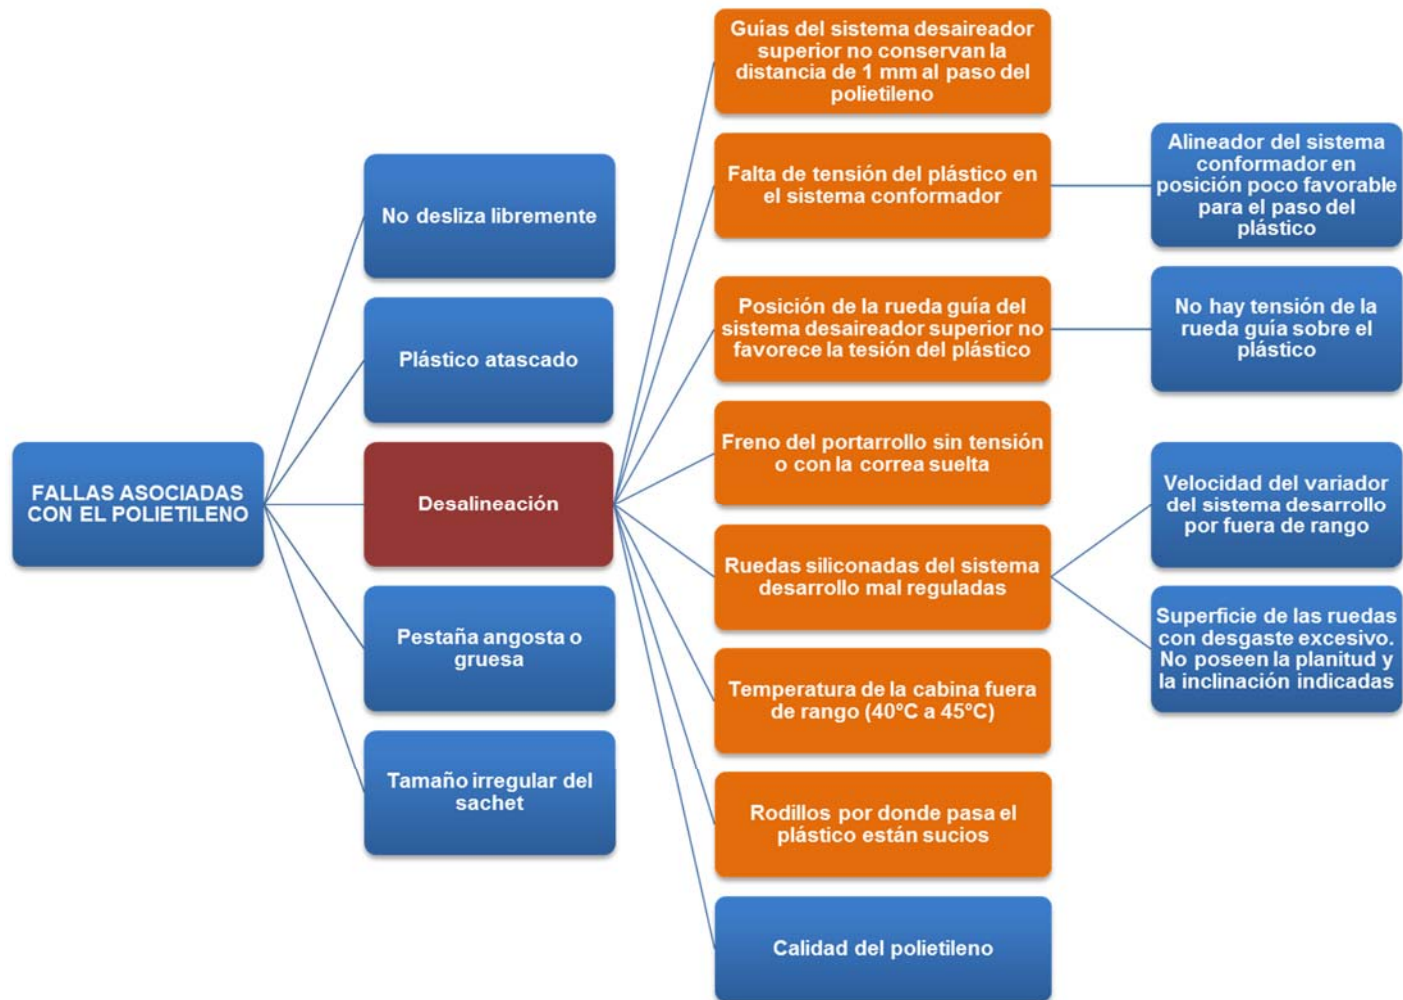 FALLAS ASOCIADAS
CON EL POLIETILENO
No desliza libremente
Plástico atascado
Desalineación
Pestaña angosta o
gruesa
Tamaño irregular del
sachet
Guías del sistema desaireador
superior no conservan la
distancia de 1 mm al paso del
polietileno
Falta de tensión del plástico en
el sistema conformador
Posición de la rueda guía del
sistema desaireador superior no
favorece la tesión del plástico
Freno del portarrollo sin tensión
o con la correa suelta
Ruedas siliconadas del sistema
desarrollo mal reguladas
Temperatura de la cabina fuera
de rango (40°C a 45°C)
Rodillos por donde pasa el
plástico están sucios
Calidad del polietileno
Alineador del sistema
conformador en
posición poco favorable
para el paso del
plástico
No hay tensión de la
rueda guía sobre el
plástico
Velocidad del variador
del sistema desarrollo
por fuera de rango
Superficie de las ruedas
con desgaste excesivo.
No poseen la planitud y
la inclinación indicadas